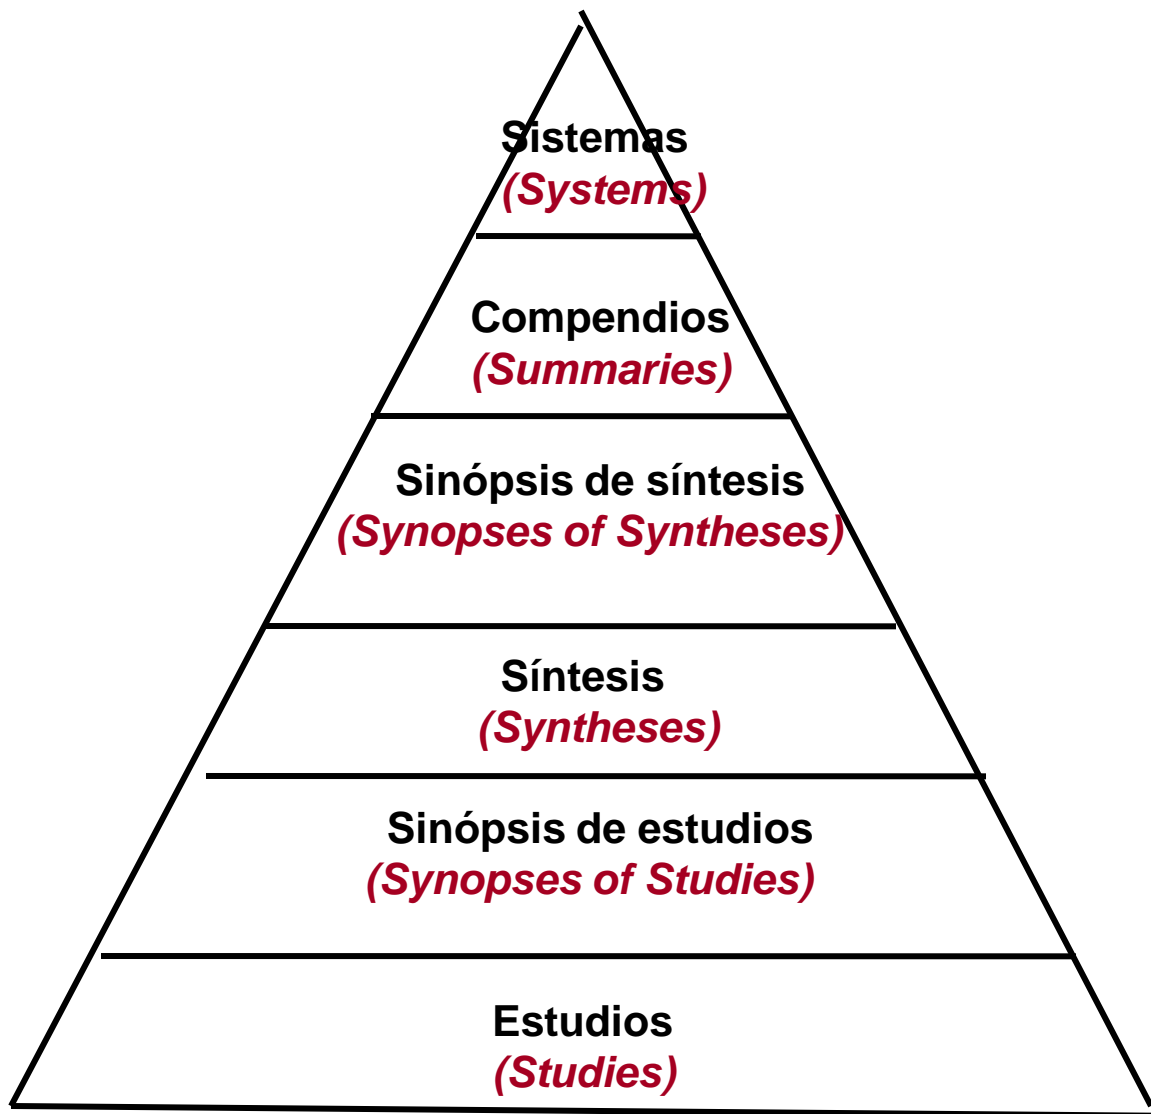 Sistemas
(Systems)
Compendios
(Summaries)
Sinópsis de síntesis
(Synopses of Syntheses)
Síntesis
(Syntheses)
Sinópsis de estudios
(Synopses of Studies)
Estudios
(Studies)